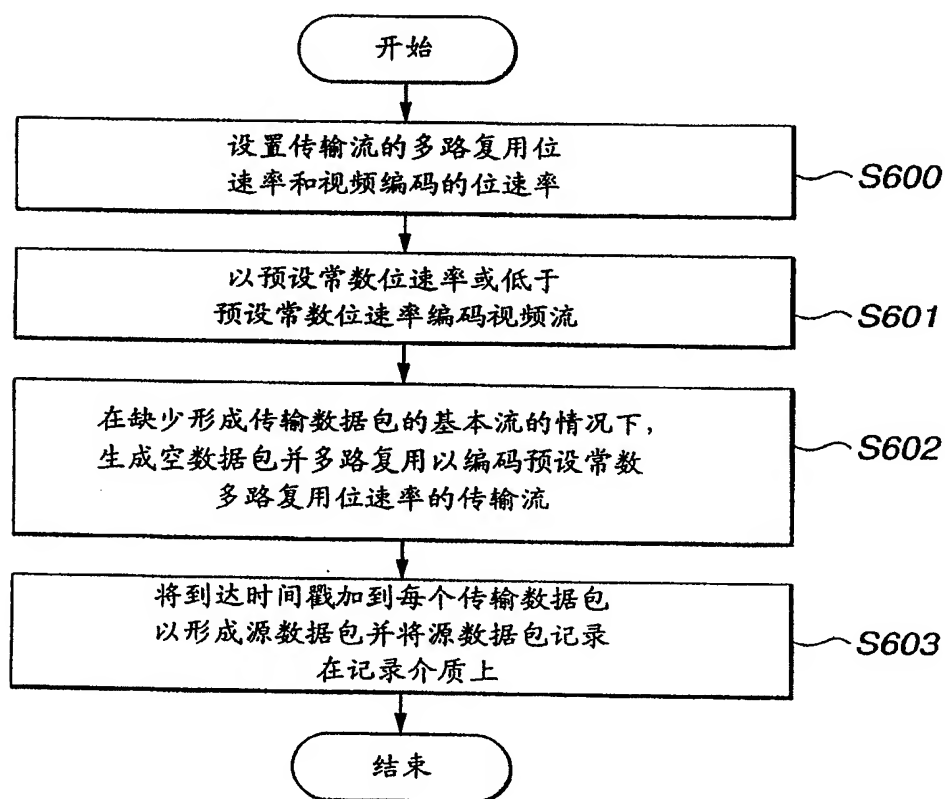 开始
设置传输流的多路复用位
速率和视频编码的位速率
S600
以预设常数位速率或低于
预设常数位速率编码视频流
S601
在缺少形成传输数据包的基本流的情况下，
生成空数据包并多路复用以编码预设常数
多路复用位速率的传输流
S602
将到达时间戳加到每个传输数据包
以形成源数据包并将源数据包记录
在记录介质上
S603
结束